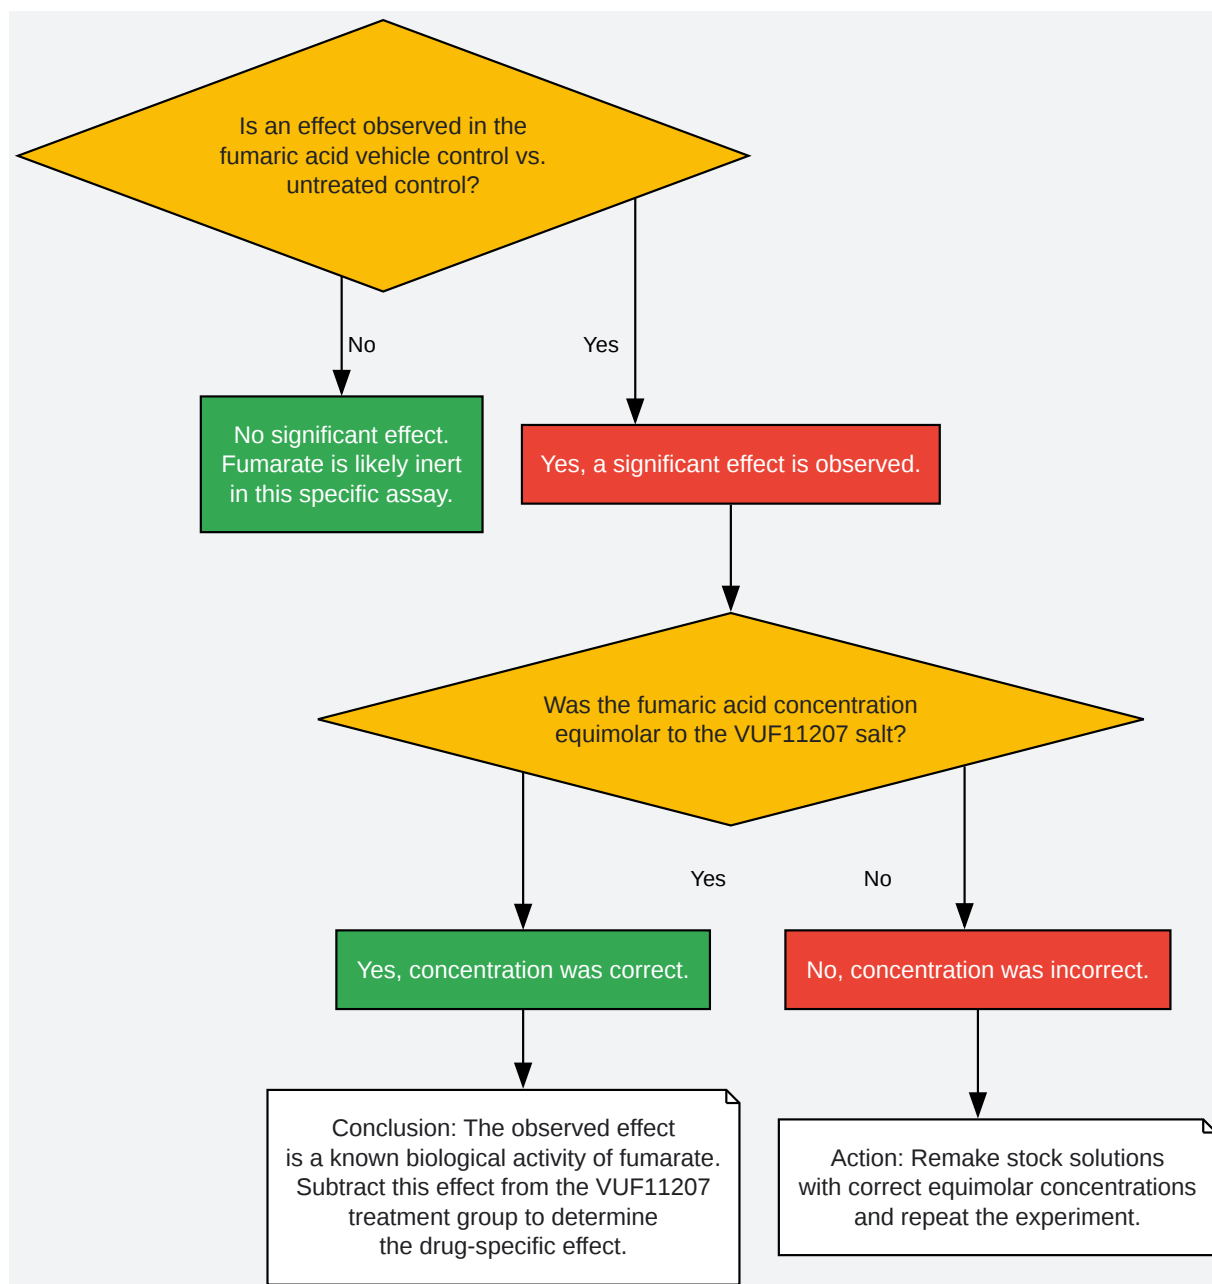 Is an effect observed in the
fumaric acid vehicle control vs.
untreated control?
No
Yes
No significant effect.
Fumarate is likely inert
in this specific assay.
Yes, a significant effect is observed.
Was the fumaric acid concentration
equimolar to the VUF11207 salt?
Yes
No
Yes, concentration was correct.
No, concentration was incorrect.
Conclusion: The observed effect
is a known biological activity of fumarate.
Subtract this effect from the VUF11207
treatment group to determine
the drug-specific effect.
Action: Remake stock solutions
with correct equimolar concentrations
and repeat the experiment.